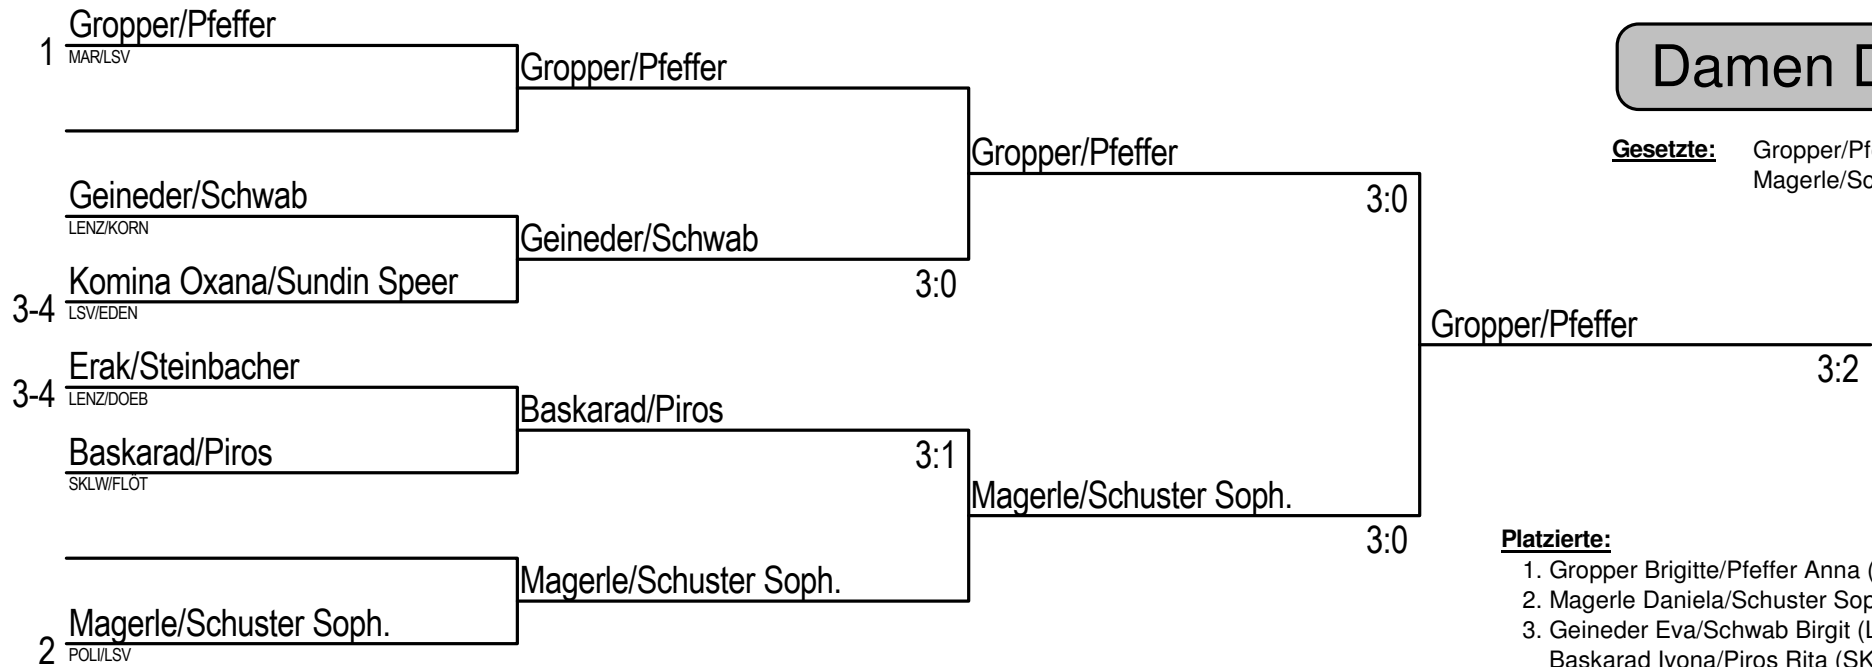 Gropper/Pfeffer
1 MAR/LSV
Gropper/Pfeffer
Damen
Gropper/Pfeffer
Gesetzte:
Magerle/
3:0
Geineder/Schwab
LENZ/KORN
Geineder/Schwab
3:0
Komina Oxana/Sundin Speer
3-4 LSV/EDEN
Gropper/Pfeffer
3:2
Erak/Steinbacher
3-4 LENZ/DOEB
Baskarad/Piros
3:1
Baskarad/Piros
SKLW/FLÖT
Magerle/Schuster Soph.
3:0
Magerle/Schuster Soph.
Magerle/Schuster Soph.
2 POLI/LSV
Platzierte:
1. Gropper Brigitte/Pfeffer Anna (
2. Magerle Daniela/Schuster
3. Geineder Eva/Schwab Birgit
Baskarad Ivona/Piros Rita